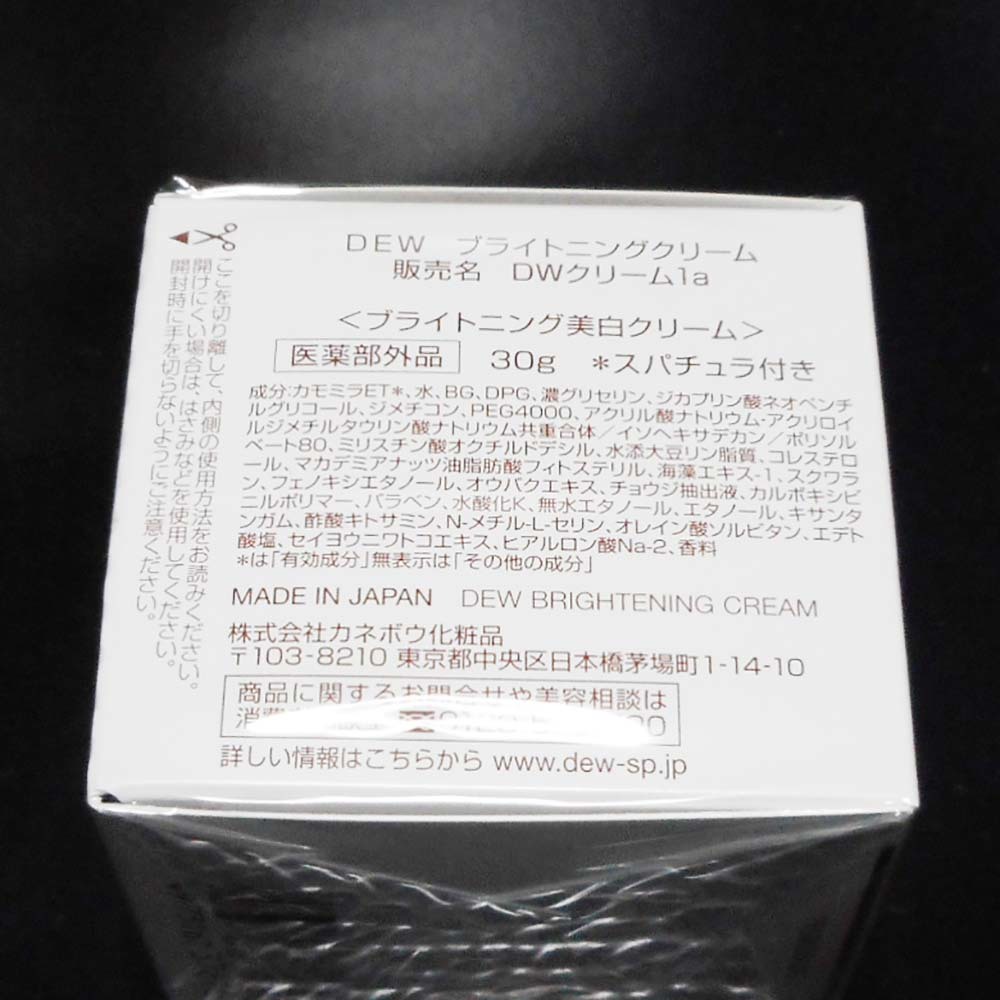 DEW ブライトニングクリーム
販売名 DWクリーム1a
<ブライトニング美白クリーム>
医薬部外品 30g *スパチュラ付き
成分:カモミラET*、水、BG、DPG、濃グリセリン、ジカプリン酸ネオペンチ
ルグリコール、ジメチコン、PEG4000、アクリル酸ナトリウム・アクリロイ
ルジメチルタウリン酸ナトリウム共重合体/イソヘキサデカン/ポリソル
ベート80、ミリスチン酸オクチルドデシル、水添大豆リン脂質、コレステロ
ール、マカデミアナッツ油脂肪酸フィトステリル、海藻エキス-1、スクワラ
ン、フェノキシエタノール、オウバクエキス、チョウジ抽出液、カルボキシビ
ニルポリマー、パラベン、水酸化K、無水エタノール、エタノール、キサンタ
ンガム、酢酸キトサミン、N-メチル-L-セリン、オレイン酸ソルビタン、エデト
酸塩、セイヨウニワトコエキス、ヒアルロン酸Na-2、香料
*は「有効成分」無表示は「その他の成分」
MADE IN JAPAN DEW BRIGHTENING CREAM
株式会社カネボウ化粧品
〒103-8210 東京都中央区日本橋茅場町1-14-10
商品に関するお問合せや美容相談は
詳しい情報はこちらから www.dew-sp.jp
ここを切り離して、内側の使用方法をお読みください。
開けにくい場合は、はさみなどを使用してください。
開封時に手を切らないようにご注意ください。